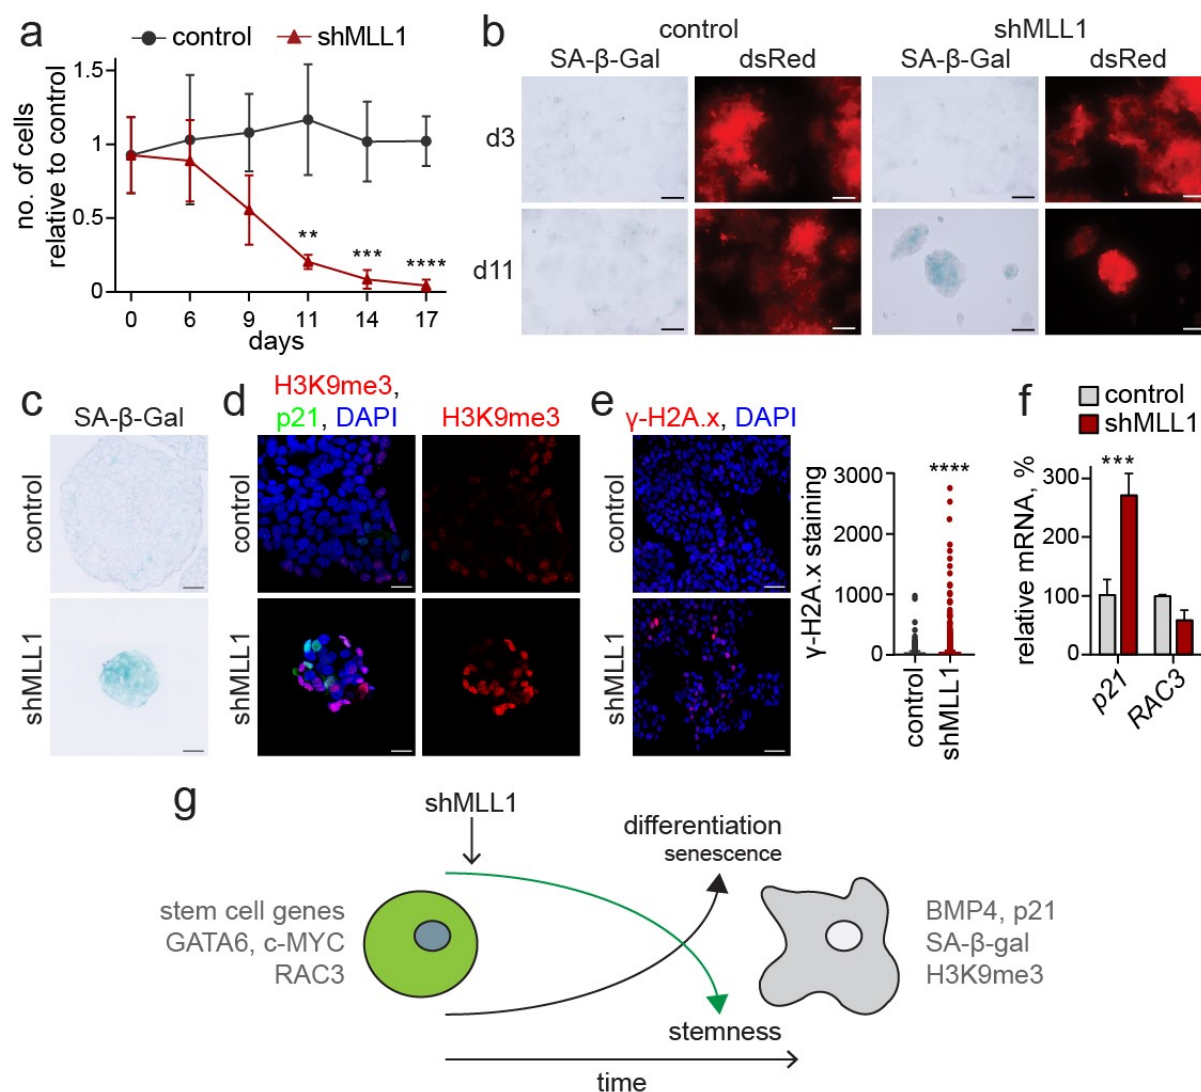 a
control
shMLL1
no. of cells
relative to control
1.5
1
0.5
0
**
***
****
0 6 9 11 14 17
days
b
control
shMLL1
SA-β-Gal
dsRed
SA-β-Gal
dsRed
d3
d11
c
SA-β-Gal
control
shMLL1
d
H3K9me3,
p21, DAPI
H3K9me3
control
shMLL1
e
γ-H2A.x, DAPI
control
shMLL1
γ-H2A.x staining
3000
2000
1000
0
****
control
shMLL1
f
control
shMLL1
relative mRNA, %
300
200
100
0
***
p21
RAC3
g
shMLL1
differentiation
senescence
stem cell genes
GATA6, c-MYC
RAC3
BMP4, p21
SA-β-gal
H3K9me3
stemness
time